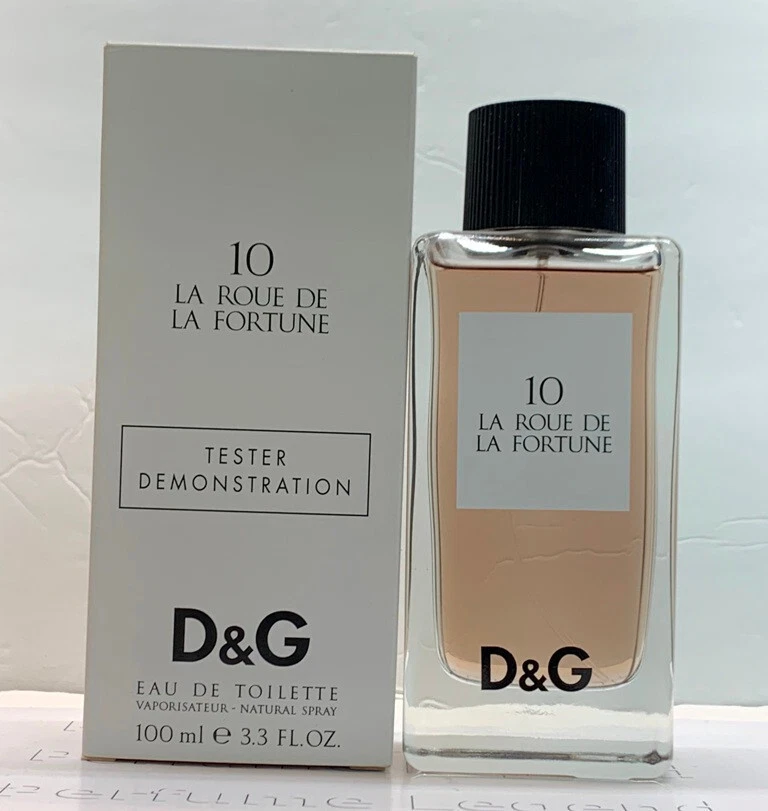 10
LA ROUE DE
LA FORTUNE
TESTER
DEMONSTRATION
D&G
EAU DE TOILETTE
VAPORISATEUR - NATURAL SPRAY
100 ml ℮ 3.3 FL.OZ.
10
LA ROUE DE
LA FORTUNE
D&G